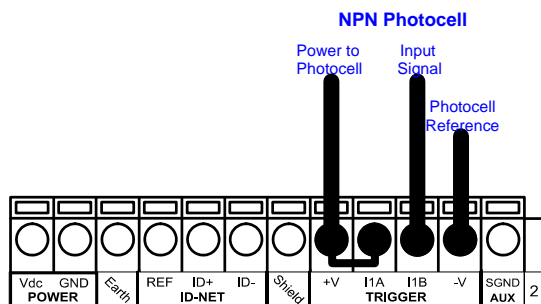 NPN Photocell
Power to
Photocell
Input
Signal
Photocell
Reference
Vdc GND Earth REF ID+ ID- Shield +V I1A I1B -V SGND
POWER ID-NET TRIGGER AUX 2